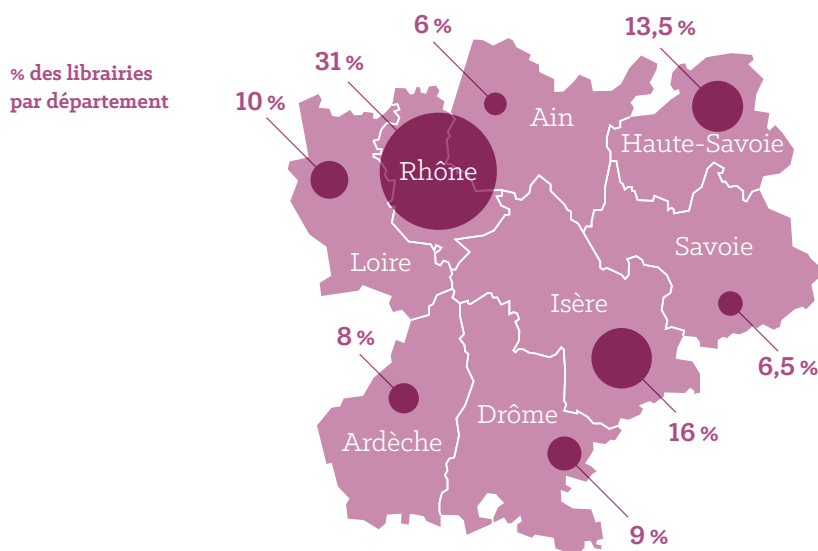 % des librairies
par département
6 %
13,5 %
31 %
10 %
Ain
Haute-Savoie
Rhône
Savoie
Loire
Isère
8 %
6,5 %
Drôme
Ardèche
16 %
9 %